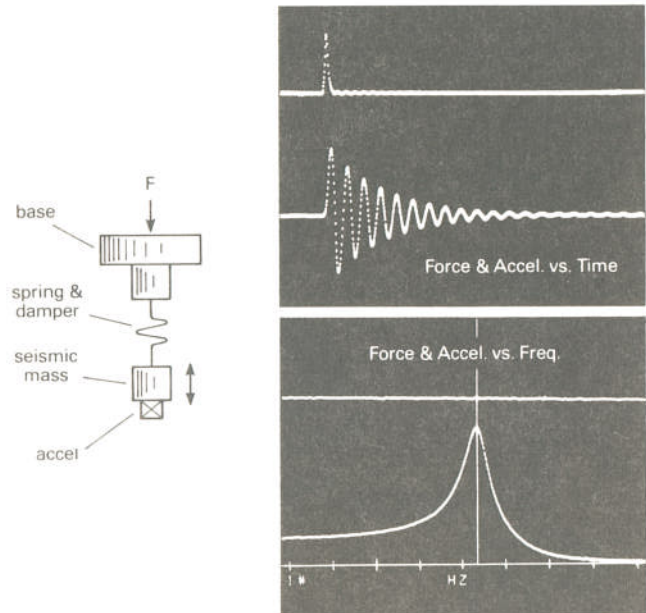 F
base
spring &
damper
seismic
mass
accel
Force & Accel. vs. Time
Force & Accel. vs. Freq.
HZ